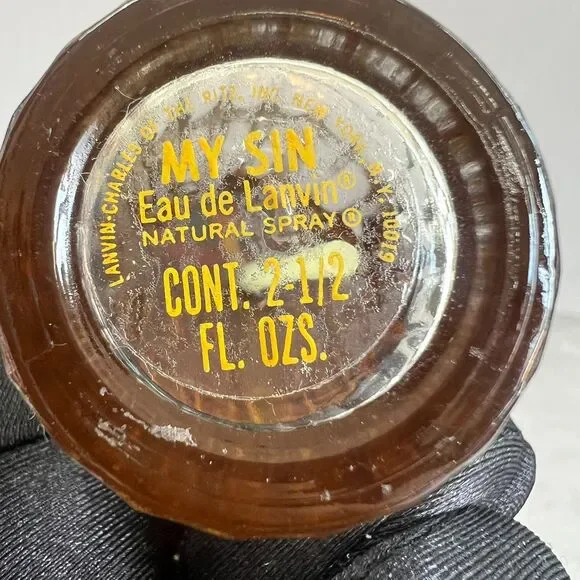 LANVIN-CHARLES OF THE RITZ, INC. NEW YORK, N.Y. 10019
MY SIN
Eau de Lanvin®
NATURAL SPRAY®
CONT. 2-1/2
FL. OZS.